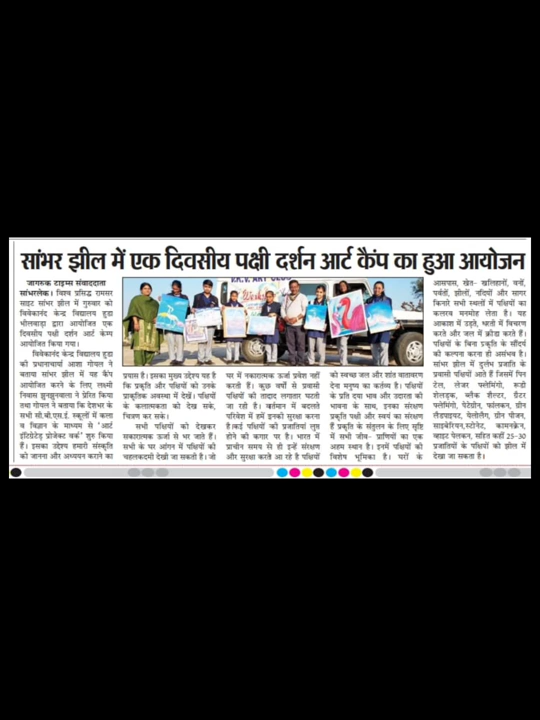 सांभर झील में एक दिवसीय पक्षी दर्शन आर्ट कैंप का हुआ आयोजन
जागरुक टाइम्स संवाददाता
सांभरलेक। विश्व प्रसिद्ध रामसर
साइट सांभर झील में गुरुवार को
विवेकानंद केन्द्र विद्यालय हुडा
भीलवाड़ा द्वारा आयोजित एक
दिवसीय पक्षी दर्शन आर्ट केम्प
आयोजित किया गया।
विवेकानंद केन्द्र विद्यालय हुडा
की प्रधानाचार्या आशा गोयल ने
बताया सांभर झील में यह कैंप
आयोजित करने के लिए लक्ष्मी
निवास झुनझुनवाला ने प्रेरित किया
तथा गोयल ने बताया कि देशभर के
सभी सी.बी.एस.ई. स्कूलों में कला
व विज्ञान के माध्यम से 'आर्ट
इंटिग्रेटेड प्रोजेक्ट वर्क' शुरु किया
हैं। इसका उद्देश्य हमारी संस्कृति
को जानना और अध्ययन कराने का
V.K.V. ART CLUB
प्रयास है। इसका मुख्य उद्देश्य यह है
कि प्रकृति और पक्षियों को उनके
प्राकृतिक अवस्था में देखें। पक्षियों
के कलात्मकता को देख सके,
चित्रण कर सके।
सभी पक्षियों को देखकर
सकारात्मक ऊर्जा से भर जाते हैं।
सभी के घर आंगन में पक्षियों की
चहलकदमी देखी जा सकती है। जो
घर में नकारात्मक ऊर्जा प्रवेश नहीं
करती हैं। कुछ वर्षो से प्रवासी
पक्षियों की तादाद लगातार घटतो
जा रही है। वर्तमान में बदलते
परिवेश में हमें इनकी सुरक्षा करना
है।कई पक्षियों की प्रजातियां लुप्त
होने की कगार पर है। भारत में
प्राचीन समय से ही इन्हें संरक्षण
और सुरक्षा करते आ रहे है पक्षियों
को स्वच्छ जल और शांत वातावरण
देना मनुष्य का कर्तव्य है। पक्षियों
के प्रति दया भाव और उदारता की
भावना के साथ, इनका संरक्षण
प्रकृति पक्षी और स्वयं का संरक्षण
हैं प्रकृति के संतुलन के लिए सृष्टि
में सभी जीव- प्राणियों का एक
अहम स्थान है। इनमें पक्षियों की
विशेष भूमिका है। घरों के
आसपास, खेत- खलिहानों, वनों,
पर्वतों, झीलों, नदियों और सागर
किनारे सभी स्थलों में पक्षियों का
कलरव मनमोह लेता है। यह
आकाश में उड़ते, धरती में विचरण
करते और जल में क्रीड़ा करते हैं।
पक्षियों के बिना प्रकृति के सौंदर्य
की कल्पना करना ही असंभव है।
सांभर झील में दुर्लभ प्रजाति के
प्रवासी पक्षियों आते हैं जिसमें पिन
टेल, लेजर फ्लेमिंगो, रूडी
शेलडक, ब्लैक शैल्टर, ग्रैटर
फ्लेमिंगो, पेरेग्रीन, फॉलकन, ग्रीन
सेंडपाइपर, पेलीलैग, ग्रीन पीजन,
साइबेरियन,स्टोनेट, कामनक्रेन,
व्हाइट पेलकन, सहित कहीं 25-30
प्रजातियों के पक्षियों को झील में
देखा जा सकता है।